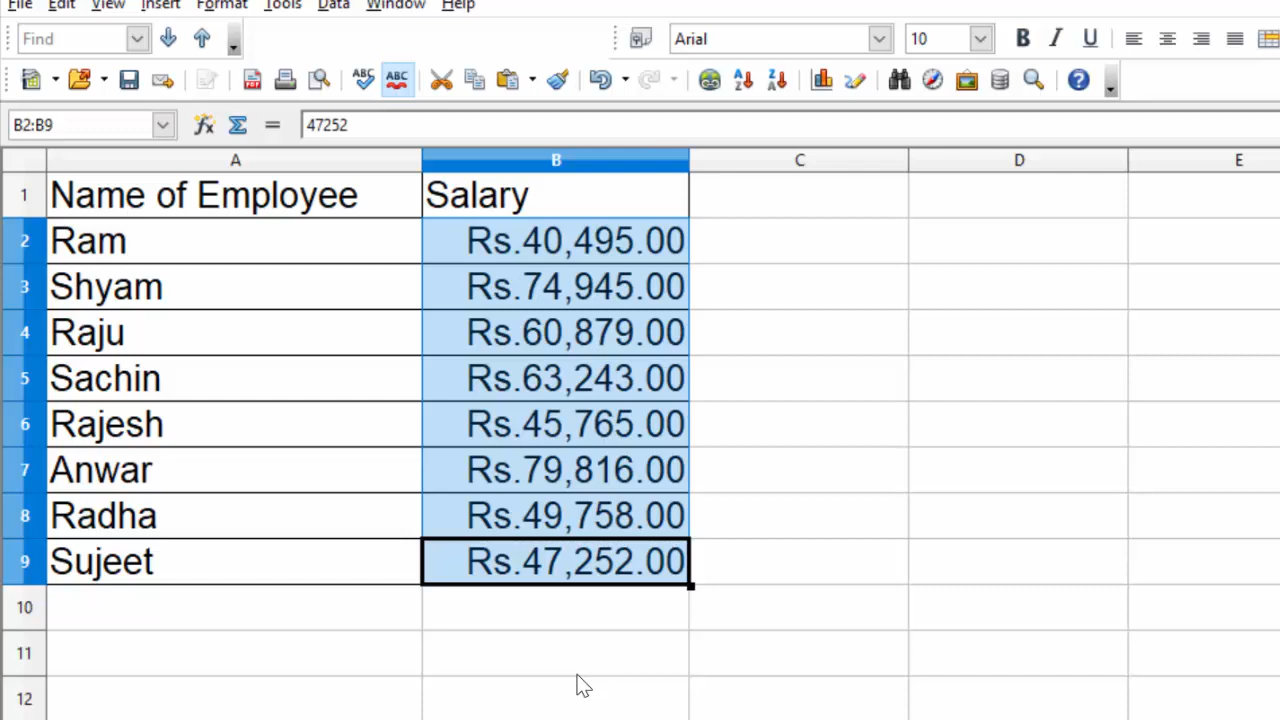 File Edit View Insert Format Tools Data Window Help
Find Arial 10 B I U
ABC ABC
B2:B9 fx Σ = 47252
A B C D E
1 Name of Employee Salary
2 Ram Rs.40,495.00
3 Shyam Rs.74,945.00
4 Raju Rs.60,879.00
5 Sachin Rs.63,243.00
6 Rajesh Rs.45,765.00
7 Anwar Rs.79,816.00
8 Radha Rs.49,758.00
9 Sujeet Rs.47,252.00
10
11
12